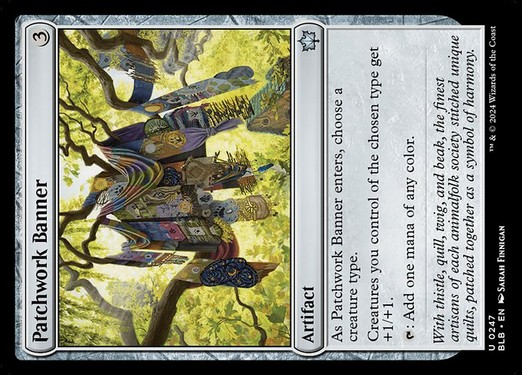 Patchwork Banner
3
Artifact
As Patchwork Banner enters, choose a
creature type.
Creatures you control of the chosen type get
+1/+1.
: Add one mana of any color.
With thistle, quill, twig, and beak, the finest
artisans of each animalfolk society stitched unique
quilts, patched together as a symbol of harmony.
U 0247
BLB • EN SARAH FINNIGAN
™ & © 2024 Wizards of the Coast